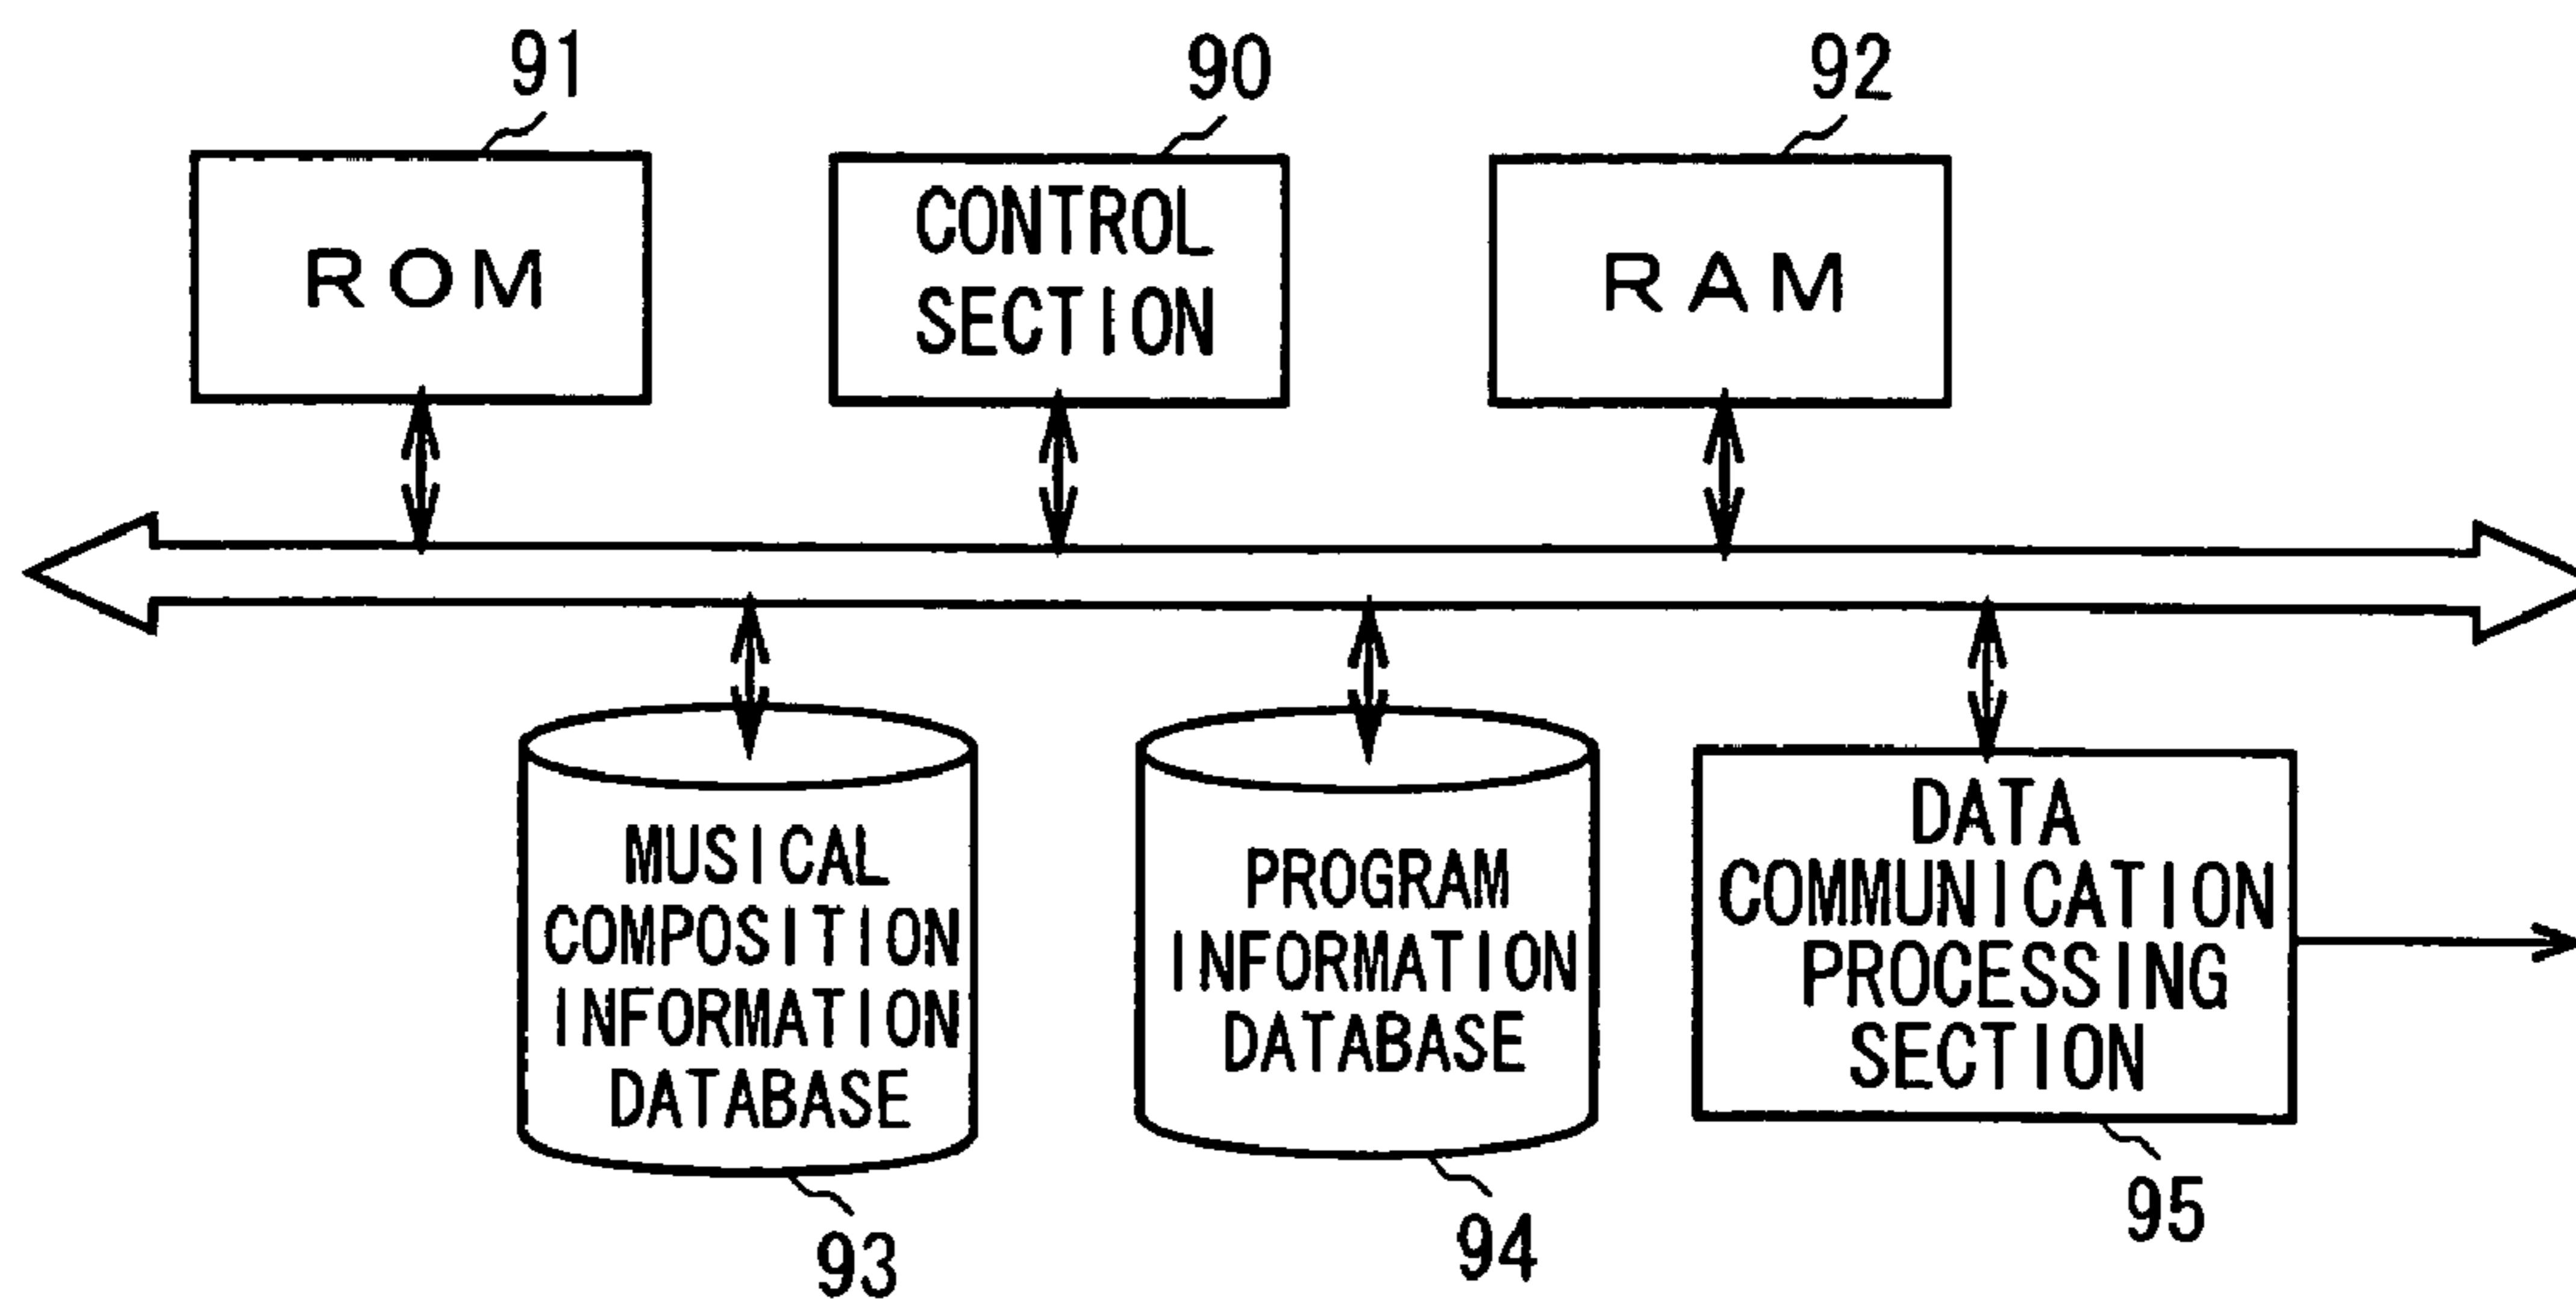 91
90
92
ROM
CONTROL
SECTION
RAM
MUSICAL
COMPOSITION
INFORMATION
DATABASE
PROGRAM
INFORMATION
DATABASE
DATA
COMMUNICATION
PROCESSING
SECTION
93
94
95